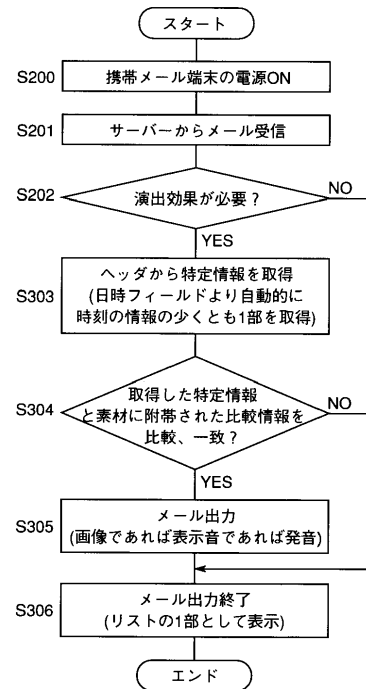 スタート
S200
携帯メール端末の電源ON
S201
サーバーからメール受信
S202
演出効果が必要？
NO
YES
S303
ヘッダから特定情報を取得
(日時フィールドより自動的に
時刻の情報の少くとも1部を取得)
S304
取得した特定情報
と素材に附帯された比較情報を
比較、一致？
NO
YES
S305
メール出力
(画像であれば表示音であれば発音)
S306
メール出力終了
(リストの1部として表示)
エンド